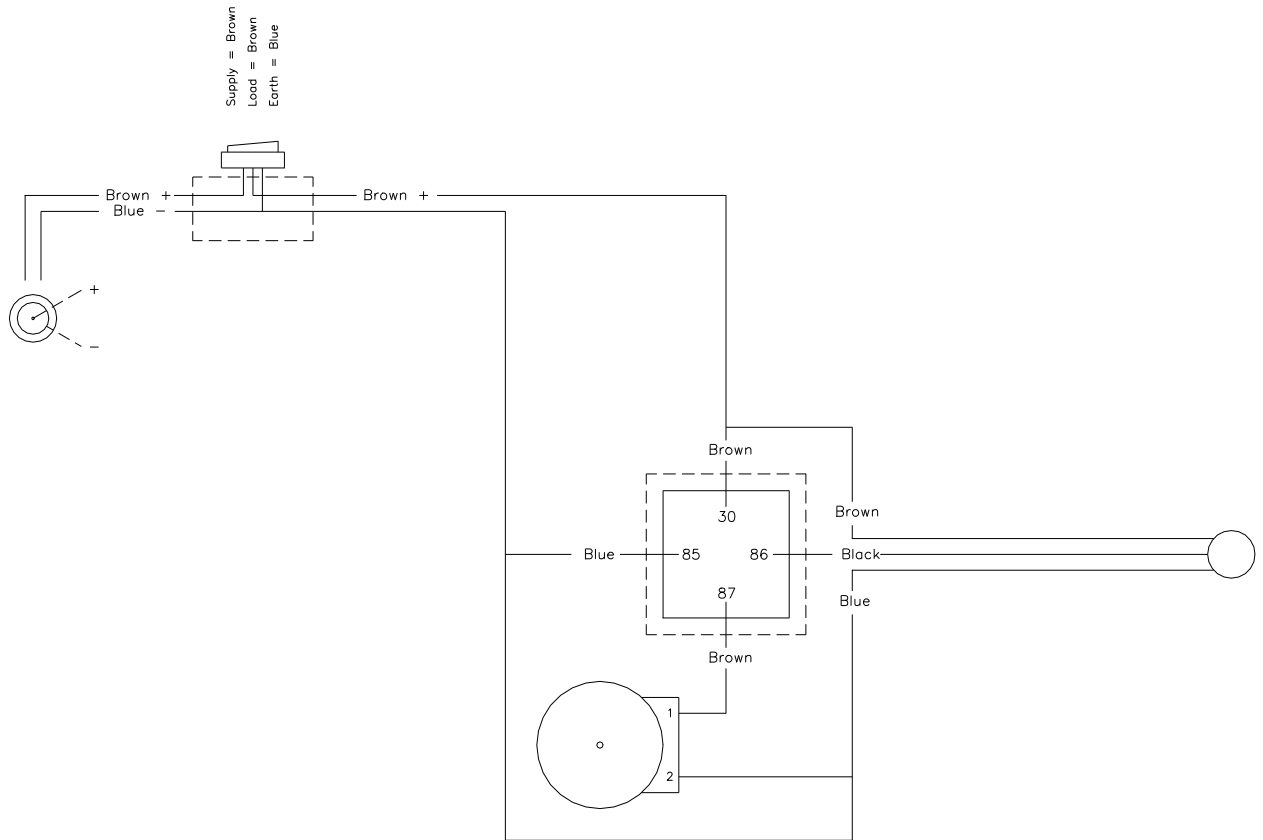 Supply = Brown
Load = Brown
Earth = Blue
Brown +
Brown +
Blue -
+
-
Brown
Brown
30
Blue
85
86
Black
87
Blue
Brown
1
2